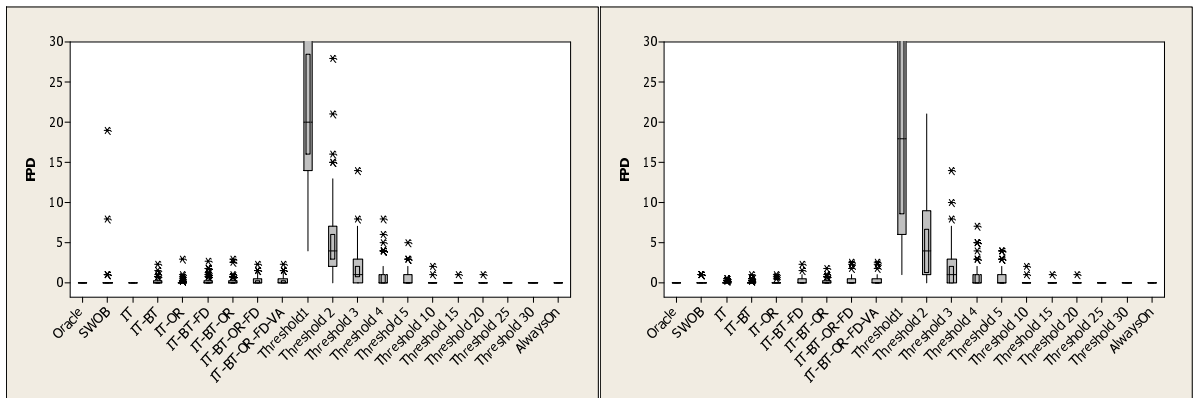 30
25
20
15
10
5
0
FPD
Oracle
SWOB
IT
IT-BT
IT-OR
IT-BT-FD
IT-BT-OR
IT-BT-OR-FD
IT-BT-OR-FD-VA
Threshold1
Threshold 2
Threshold 3
Threshold 4
Threshold 5
Threshold 10
Threshold 15
Threshold 20
Threshold 25
Threshold 30
AlwaysOn
30
25
20
15
10
5
0
FPD
Oracle
SWOB
IT
IT-BT
IT-OR
IT-BT-FD
IT-BT-OR
IT-BT-OR-FD
IT-BT-OR-FD-VA
Threshold1
Threshold 2
Threshold 3
Threshold 4
Threshold 5
Threshold 10
Threshold 15
Threshold 20
Threshold 25
Threshold 30
AlwaysOn